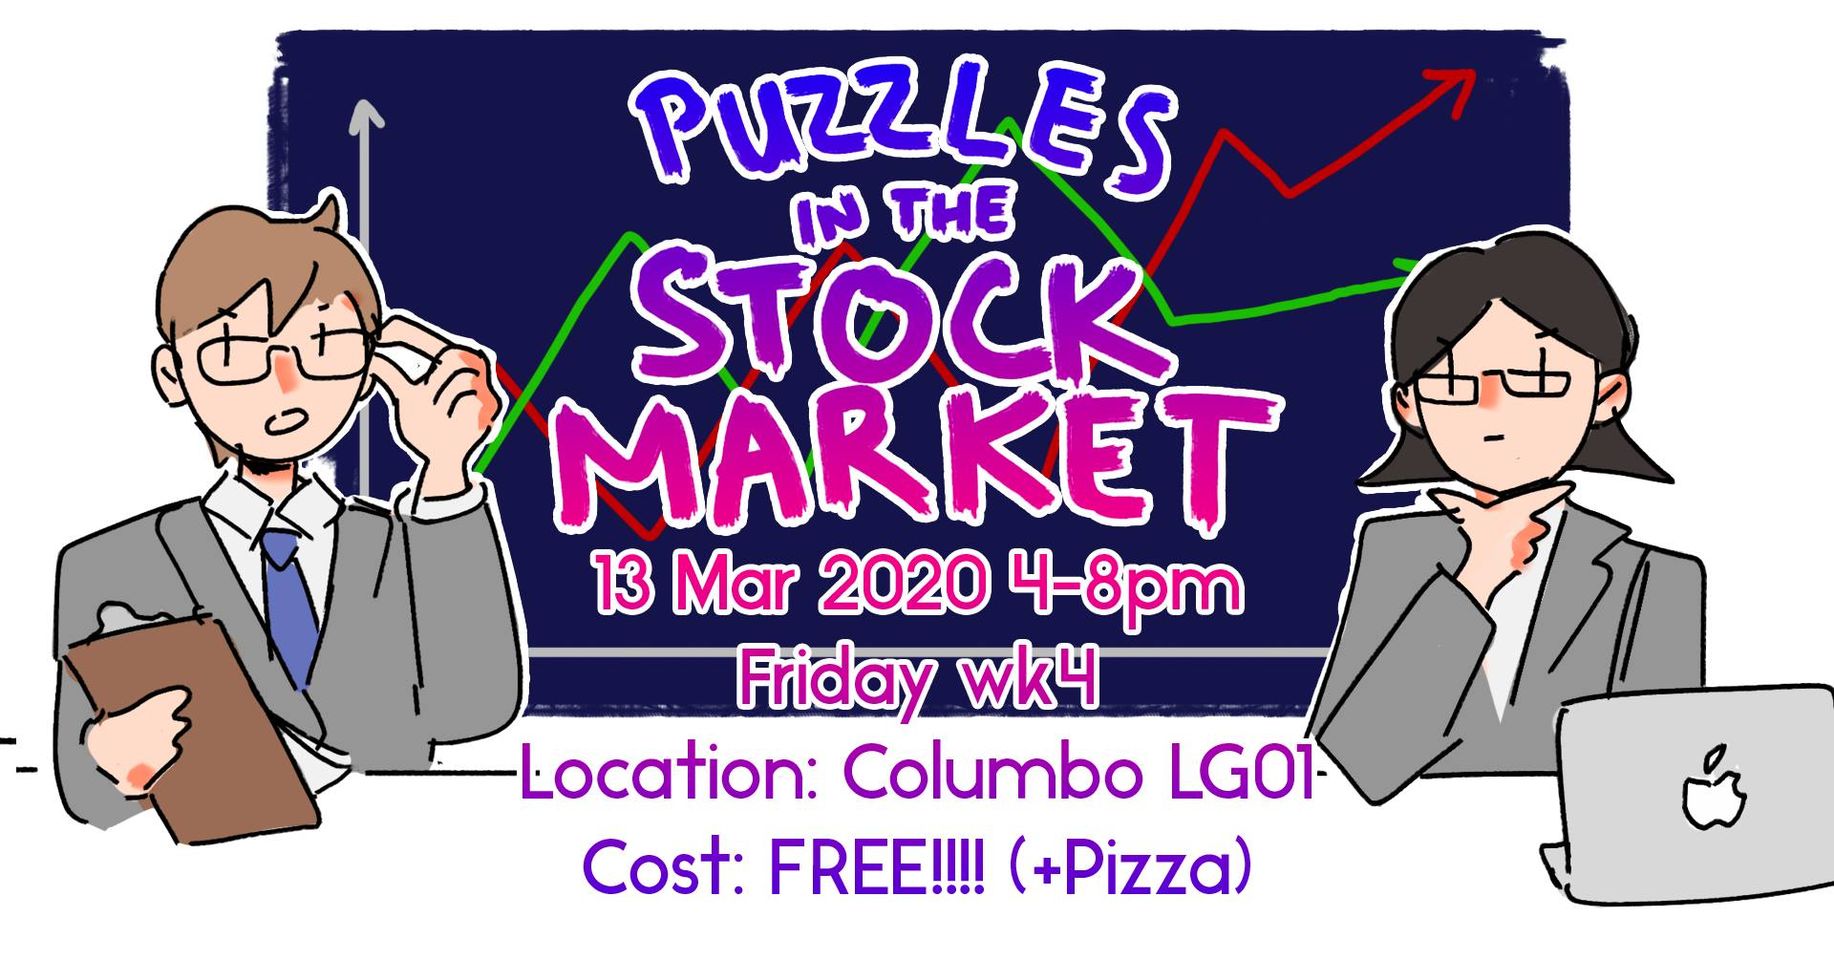 PUZZLES
IN THE
STOCK
MARKET
13 Mar 2020 4-8pm
Friday wk4
Location: Columbo LG01
Cost: FREE!!!! (+Pizza)